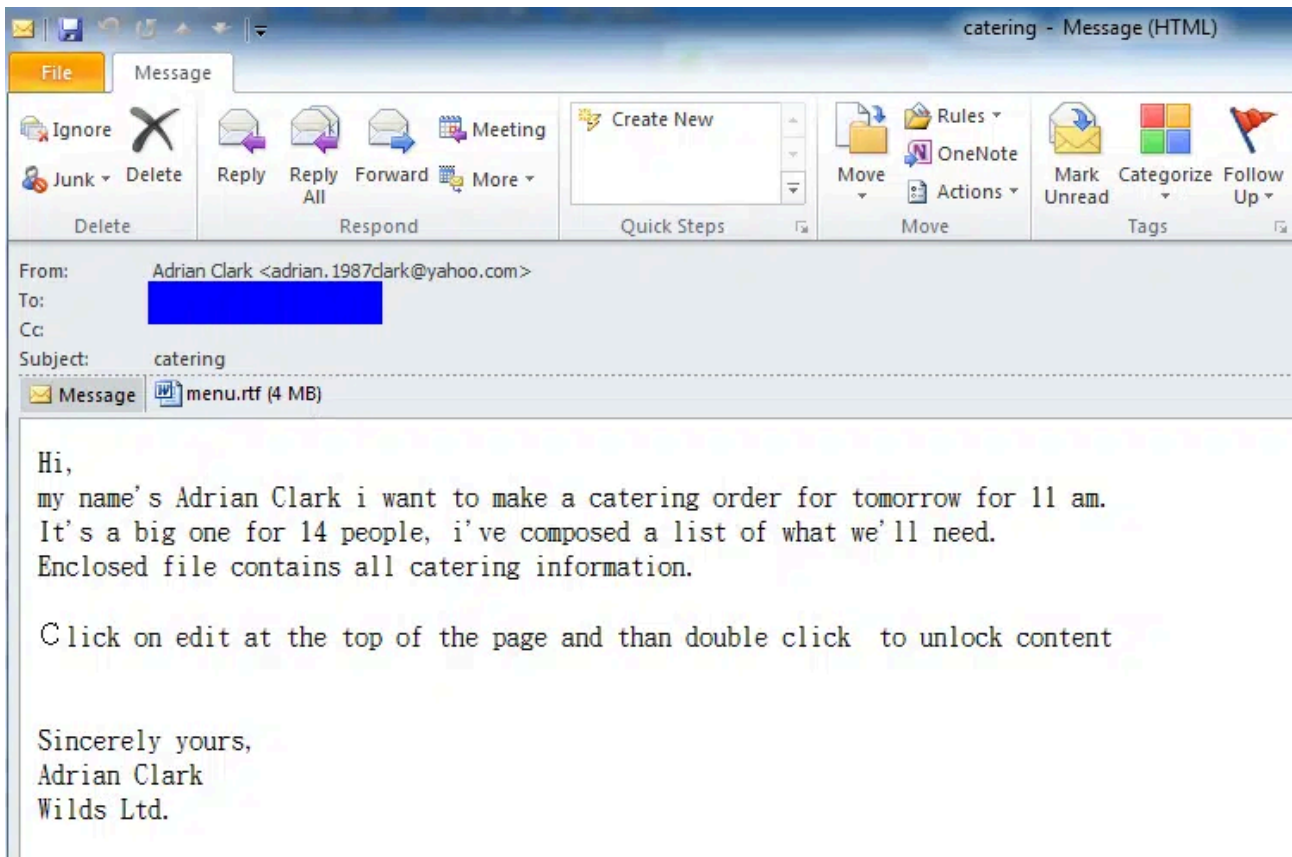 catering - Message (HTML)
File Message
Ignore
Junk
Delete
Delete
Reply
Reply All
Forward
Meeting
More
Respond
Create New
Quick Steps
Move
Rules
OneNote
Actions
Move
Mark Unread
Categorize
Follow Up
Tags
From: Adrian Clark <adrian.1987clark@yahoo.com>
To:
Cc:
Subject: catering
Message menu.rtf (4 MB)
Hi,
my name's Adrian Clark i want to make a catering order for tomorrow for 11 am.
It's a big one for 14 people, i've composed a list of what we'll need.
Enclosed file contains all catering information.
Click on edit at the top of the page and than double click to unlock content
Sincerely yours,
Adrian Clark
Wilds Ltd.